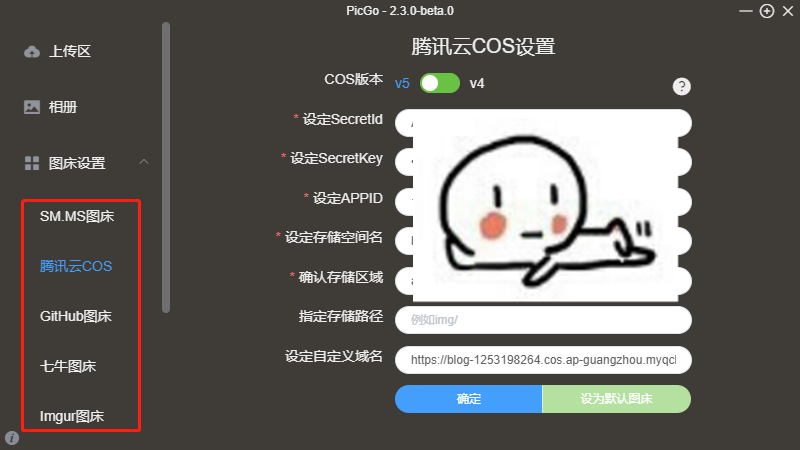 PicGo - 2.3.0-beta.0
上传区
相册
图床设置
SM.MS图床
腾讯云COS
GitHub图床
七牛图床
Imgur图床
腾讯云COS设置
COS版本 v5 v4
* 设定SecretId
* 设定SecretKey
* 设定APPID
* 设定存储空间名
* 确认存储区域
指定存储路径 例如img/
设定自定义域名 https://blog-1253198264.cos.ap-guangzhou.myqcl
确定 设为默认图床